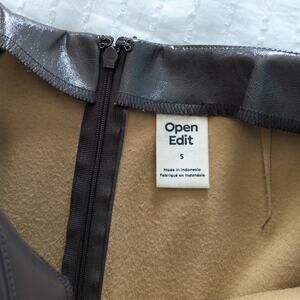 Open
Edit
S
Made in Indonesia
Fabriqué en Indonésie